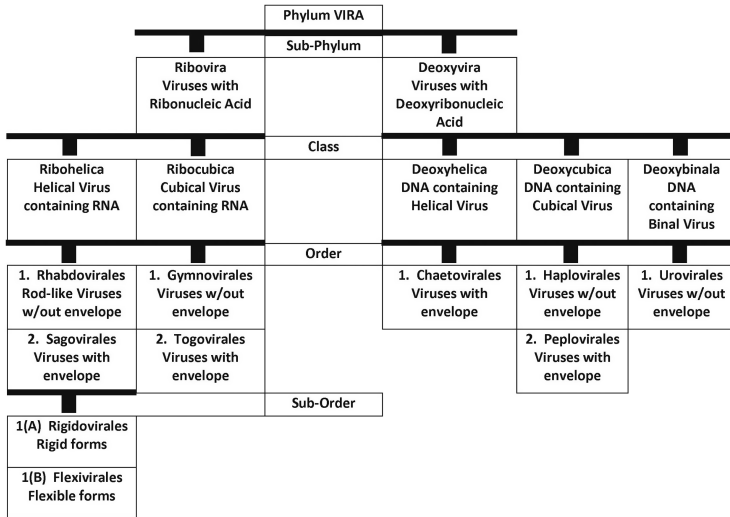 Phylum VIRA
Sub-Phylum
Ribovira
Viruses with
Ribonucleic Acid
Deoxyvira
Viruses with
Deoxyribonucleic
Acid
Class
Ribohelica
Helical Virus
containing RNA
Ribocubica
Cubical Virus
containing RNA
Deoxyhelica
DNA containing
Helical Virus
Deoxycubica
DNA containing
Cubical Virus
Deoxybinala
DNA
containing
Binal Virus
Order
1. Rhabdovirales
Rod-like Viruses
w/out envelope
1. Gymnovirales
Viruses w/out
envelope
1. Chaetovirales
Viruses with
envelope
1. Haplovirales
Viruses w/out
envelope
1. Urovirales
Viruses w/out
envelope
2. Sagovirales
Viruses with
envelope
2. Togovirales
Viruses with
envelope
2. Peplovirales
Viruses with
envelope
Sub-Order
1(A) Rigidovirales
Rigid forms
1(B) Flexivirales
Flexible forms